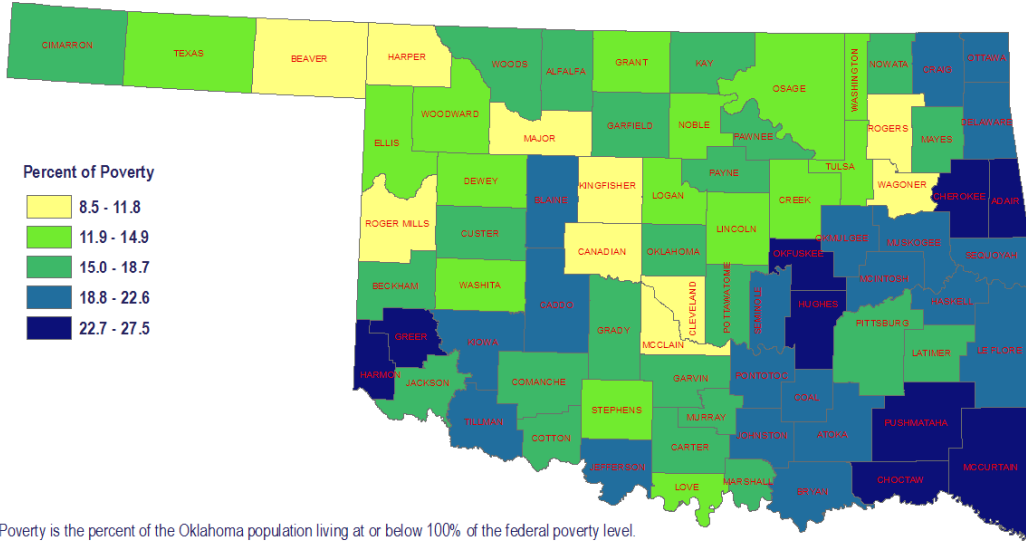 CIMARRON
TEXAS
BEAVER
HARPER
WOODS
ALFALFA
GRANT
KAY
OSAGE
WASHINGTON
NOWATA
CRAIG
OTTAWA
ELLIS
WOODWARD
MAJOR
GARFIELD
NOBLE
PAWNEE
ROGERS
MAYES
DELAWARE
Percent of Poverty
8.5 - 11.8
11.9 - 14.9
15.0 - 18.7
18.8 - 22.6
22.7 - 27.5
ROGER MILLS
DEWEY
BLAINE
KINGFISHER
LOGAN
PAYNE
TULSA
CREEK
WAGONER
CHEROKEE
ADAIR
CUSTER
CANADIAN
OKLAHOMA
LINCOLN
OKFUSKEE
OKMULGEE
MUSKOGEE
SEQUOYAH
BECKHAM
WASHITA
CADDO
GRADY
CLEVELAND
MCCLAIN
POTTAWATOMIE
SEMINOLE
HUGHES
MCINTOSH
HASKELL
PITTSBURG
LATIMER
LE FLORE
HARMON
GREER
KIOWA
JACKSON
COMANCHE
GARVIN
PONTOTOC
COAL
TILLMAN
COTTON
STEPHENS
MURRAY
CARTER
JOHNSTON
ATOKA
PUSHMATAHA
MCCURTAIN
JEFFERSON
LOVE
MARSHALL
BRYAN
CHOCTAW
Poverty is the percent of the Oklahoma population living at or below 100% of the federal poverty level.